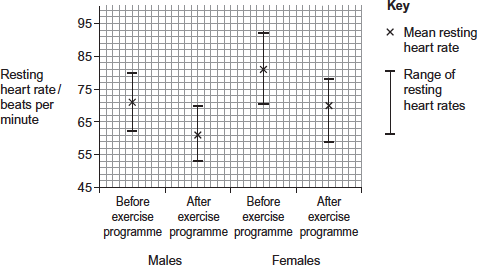 Key
Mean resting
heart rate
Range of
resting
heart rates
Resting
heart rate/
beats per
minute
95
85
75
65
55
45
Before
exercise
programme
After
exercise
programme
Before
exercise
programme
After
exercise
programme
Males
Females